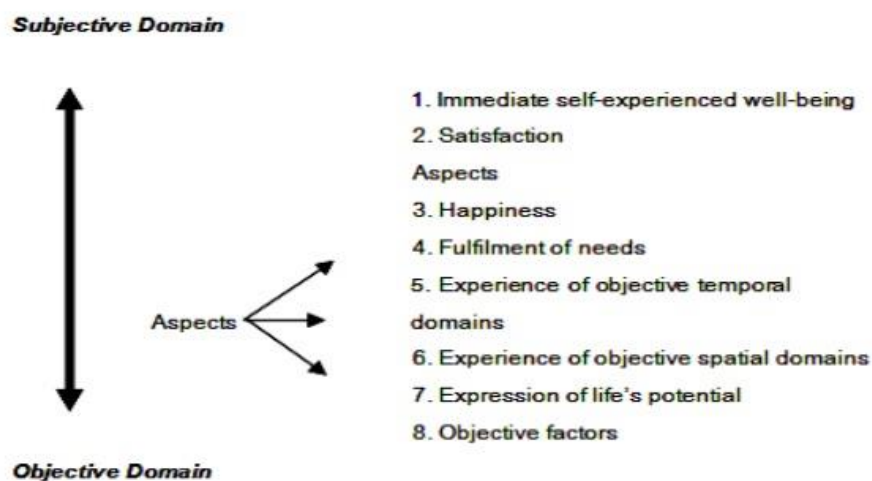 Subjective Domain
1. Immediate self-experienced well-being
2. Satisfaction
Aspects
3. Happiness
4. Fulfilment of needs
5. Experience of objective temporal
domains
Aspects
6. Experience of objective spatial domains
7. Expression of life's potential
8. Objective factors
Objective Domain